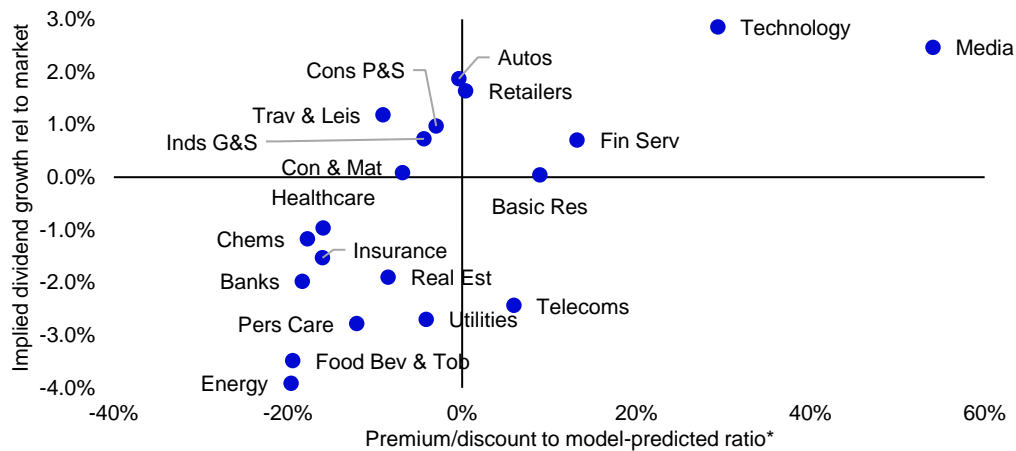 Implied dividend growth rel to market
3.0%
2.0%
1.0%
0.0%
-1.0%
-2.0%
-3.0%
-4.0%
Technology
Media
Autos
Cons P&S
Retailers
Trav & Leis
Inds G&S
Fin Serv
Con & Mat
Healthcare
Basic Res
Chems
Insurance
Banks
Real Est
Telecoms
Pers Care
Utilities
Food Bev & Tob
Energy
-40%
-20%
0%
20%
40%
60%
Premium/discount to model-predicted ratio*